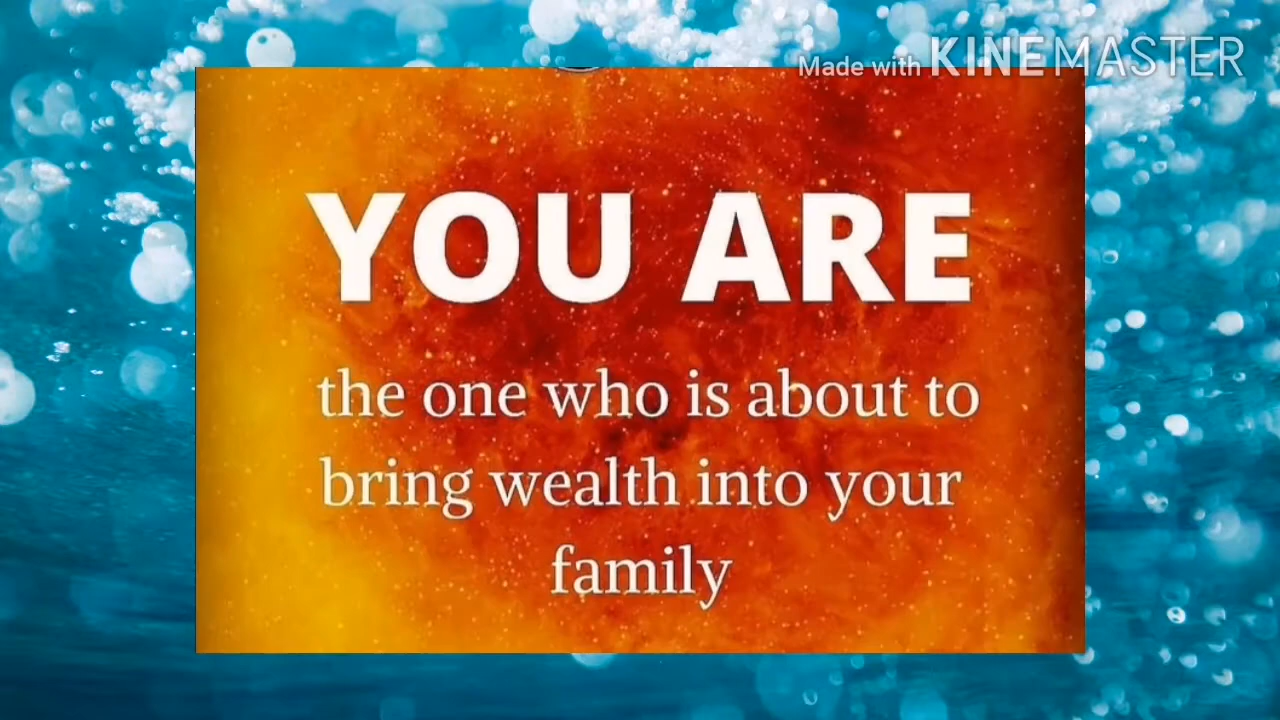 Made with KINEMASTER
YOU ARE
the one who is about to
bring wealth into your
family